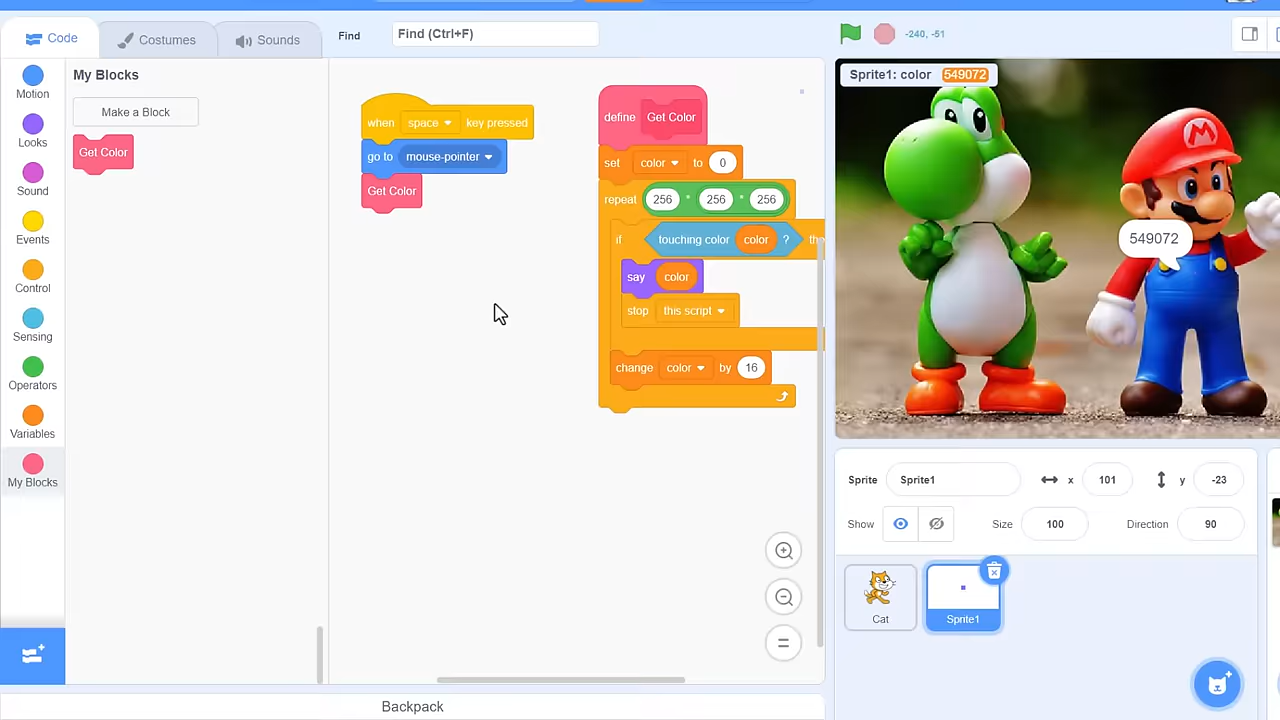 Code
Costumes
Sounds
Find
Find (Ctrl+F)
-240, -51
Motion
Looks
Sound
Events
Control
Sensing
Operators
Variables
My Blocks
My Blocks
Make a Block
Get Color
when space key pressed
go to mouse-pointer
Get Color
define Get Color
set color to 0
repeat 256 * 256 * 256
if touching color color ? the
say color
stop this script
change color by 16
Sprite1: color 549072
549072
M
Sprite Sprite1 x 101 y -23
Show Size 100 Direction 90
Cat
Sprite1
Backpack